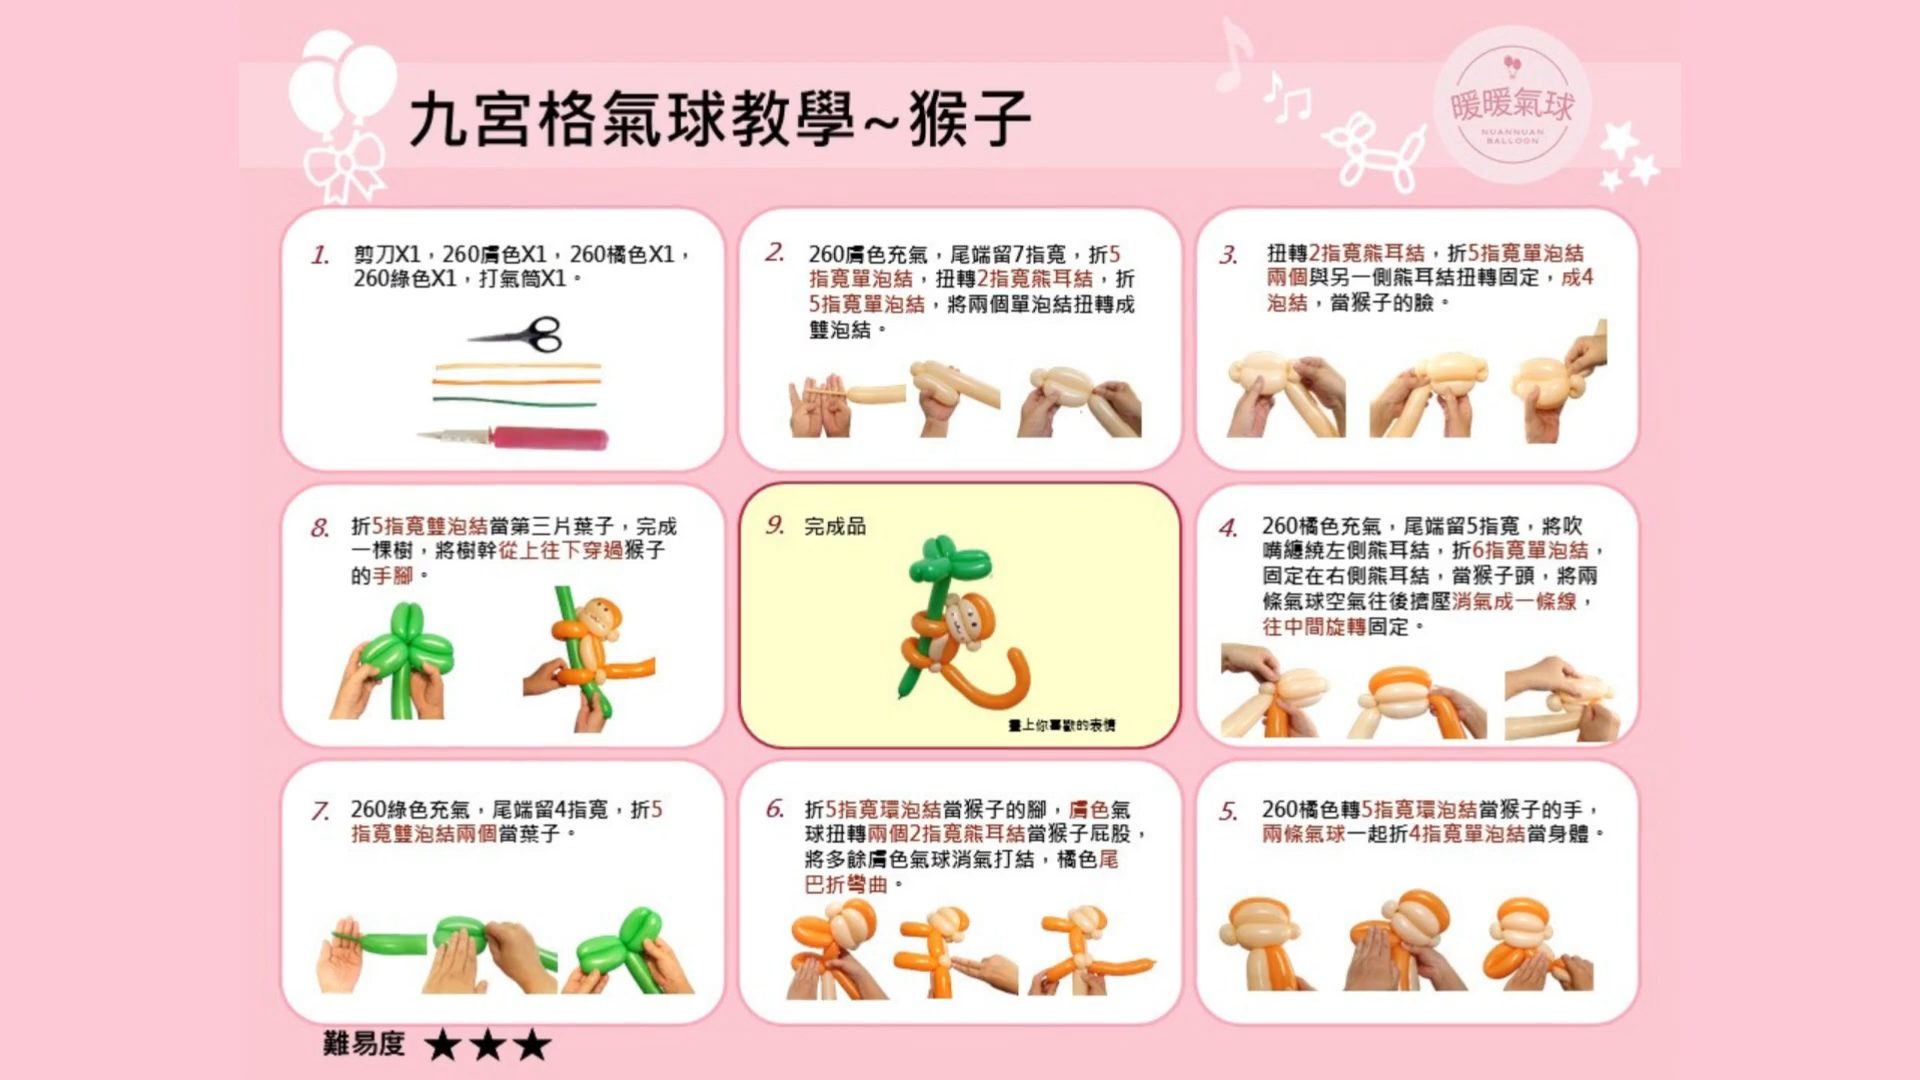 九宮格氣球教學~猴子
暖暖氣球
NUANNUAN
BALLOON
1. 剪刀X1，260膚色X1，260橘色X1，
260綠色X1，打氣筒X1。
2. 260膚色充氣，尾端留7指寬，折5
指寬單泡結，扭轉2指寬熊耳結，折
5指寬單泡結，將兩個單泡結扭轉成
雙泡結。
3. 扭轉2指寬熊耳結，折5指寬單泡結
兩個與另一側熊耳結扭轉固定，成4
泡結，當猴子的臉。
4. 260橘色充氣，尾端留5指寬，將吹
嘴纏繞左側熊耳結，折6指寬單泡結，
固定在右側熊耳結，當猴子頭，將兩
條氣球空氣往後擠壓消氣成一條線，
往中間旋轉固定。
5. 260橘色轉5指寬環泡結當猴子的手，
兩條氣球一起折4指寬單泡結當身體。
6. 折5指寬環泡結當猴子的腳，膚色氣
球扭轉兩個2指寬熊耳結當猴子屁股，
將多餘膚色氣球消氣打結，橘色尾
巴折彎曲。
7. 260綠色充氣，尾端留4指寬，折5
指寬雙泡結兩個當葉子。
8. 折5指寬雙泡結當第三片葉子，完成
一棵樹，將樹幹從上往下穿過猴子
的手腳。
9. 完成品
畫上你喜歡的表情
難易度 ★★★